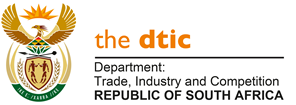 the dtic
Department:
Trade, Industry and Competition
REPUBLIC OF SOUTH AFRICA